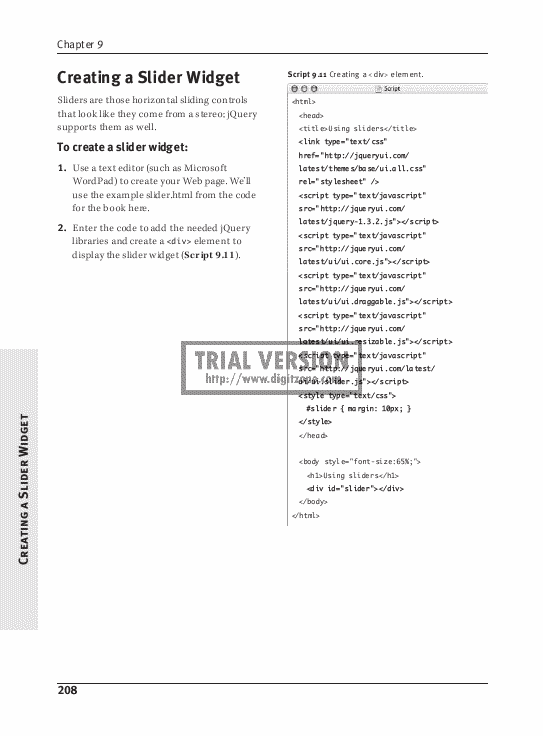 Chapter 9
Creating a Slider Widget
Sliders are those horizontal sliding controls
that look like they come from a stereo; jQuery
supports them as well.
To create a slider widget:
1. Use a text editor (such as Microsoft
WordPad) to create your Web page. We'll
use the example slider.html from the code
for the book here.
2. Enter the code to add the needed jQuery
libraries and create a <div> element to
display the slider widget (Script 9.11).
Script 9.11 Creating a <div> element.
Script
<html>
<head>
<title>Using sliders</title>
<link type="text/css"
href="http://jqueryui.com/
latest/themes/base/ui.all.css"
rel="stylesheet" />
<script type="text/javascript"
src="http://jqueryui.com/
latest/jquery-1.3.2.js"></script>
<script type="text/javascript"
src="http://jqueryui.com/
latest/ui/ui.core.js"></script>
<script type="text/javascript"
src="http://jqueryui.com/
latest/ui/ui.draggable.js"></script>
<script type="text/javascript"
src="http://jqueryui.com/
latest/ui/ui.resizable.js"></script>
<script type="text/javascript"
src="http://jqueryui.com/latest/
ui/ui.slider.js"></script>
<style type="text/css">
#slider { margin: 10px; }
</style>
</head>
<body style="font-size:65%;">
<h1>Using sliders</h1>
<div id="slider"></div>
</body>
</html>
TRIAL VERSION
Creating a Slider Widget
208